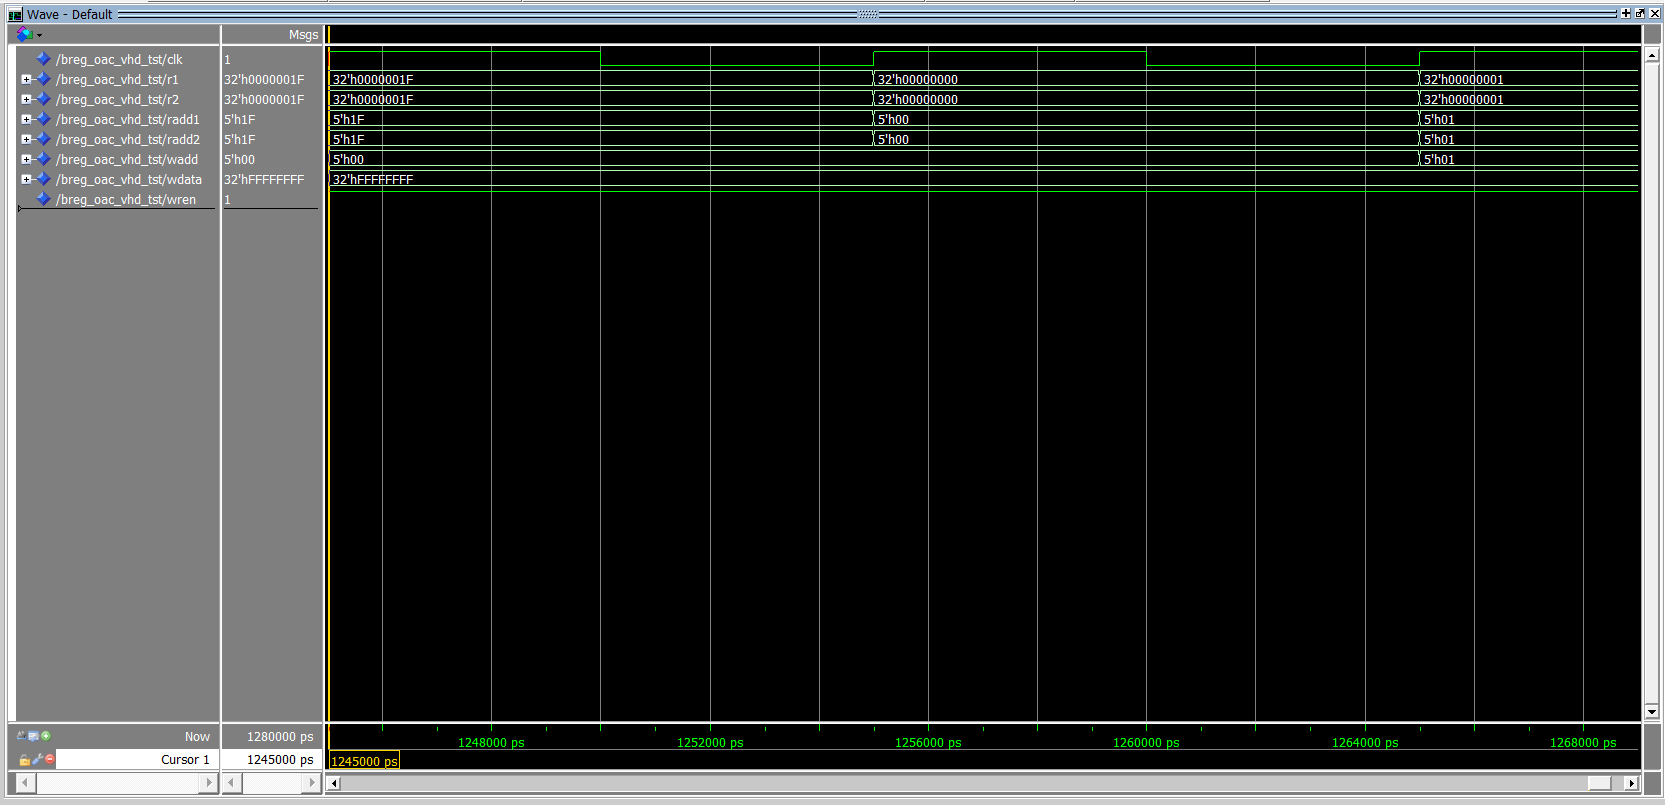 Wave - Default
Msgs
/breg_oac_vhd_tst/clk 1
/breg_oac_vhd_tst/r1 32'h0000001F 32'h0000001F 32'h00000000 32'h00000001
/breg_oac_vhd_tst/r2 32'h0000001F 32'h0000001F 32'h00000000 32'h00000001
/breg_oac_vhd_tst/radd1 5'h1F 5'h1F 5'h00 5'h01
/breg_oac_vhd_tst/radd2 5'h1F 5'h1F 5'h00 5'h01
/breg_oac_vhd_tst/wadd 5'h00 5'h00 5'h01
/breg_oac_vhd_tst/wdata 32'hFFFFFFFF 32'hFFFFFFFF
/breg_oac_vhd_tst/wren 1
Now 1280000 ps 1248000 ps 1252000 ps 1256000 ps 1260000 ps 1264000 ps 1268000 ps
Cursor 1 1245000 ps 1245000 ps